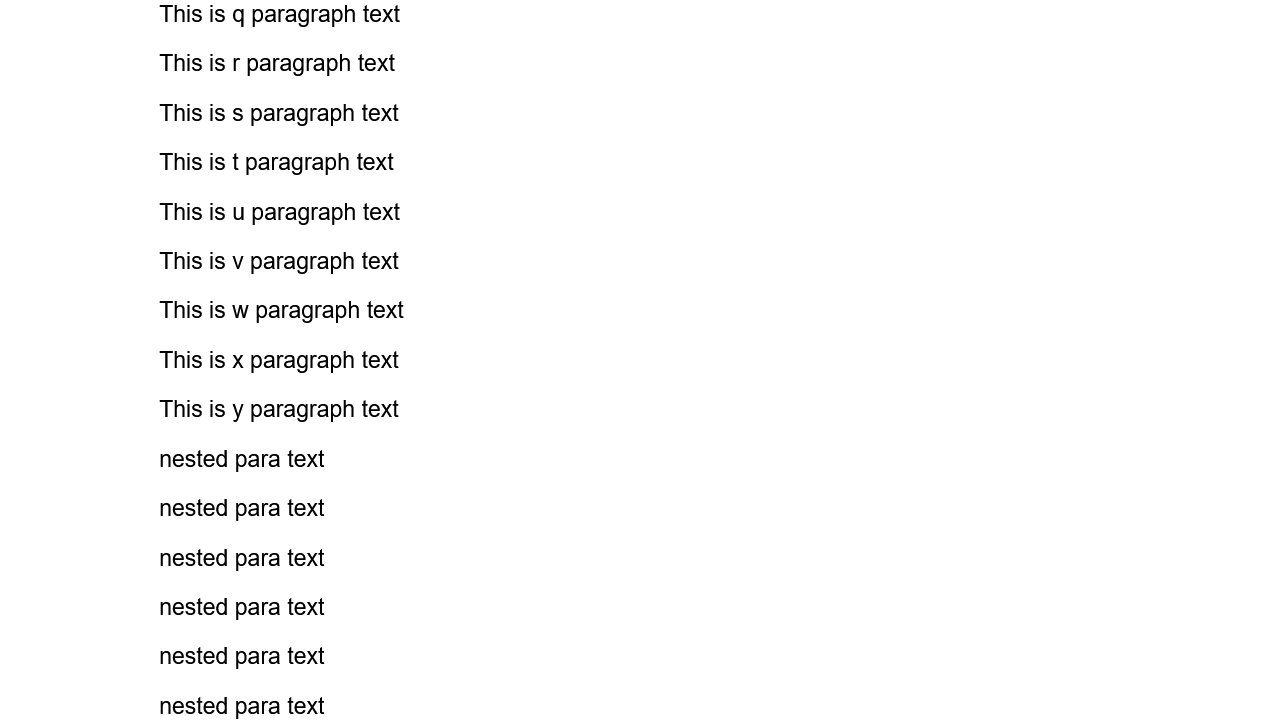 This is q paragraph text
This is r paragraph text
This is s paragraph text
This is t paragraph text
This is u paragraph text
This is v paragraph text
This is w paragraph text
This is x paragraph text
This is y paragraph text
nested para text
nested para text
nested para text
nested para text
nested para text
nested para text